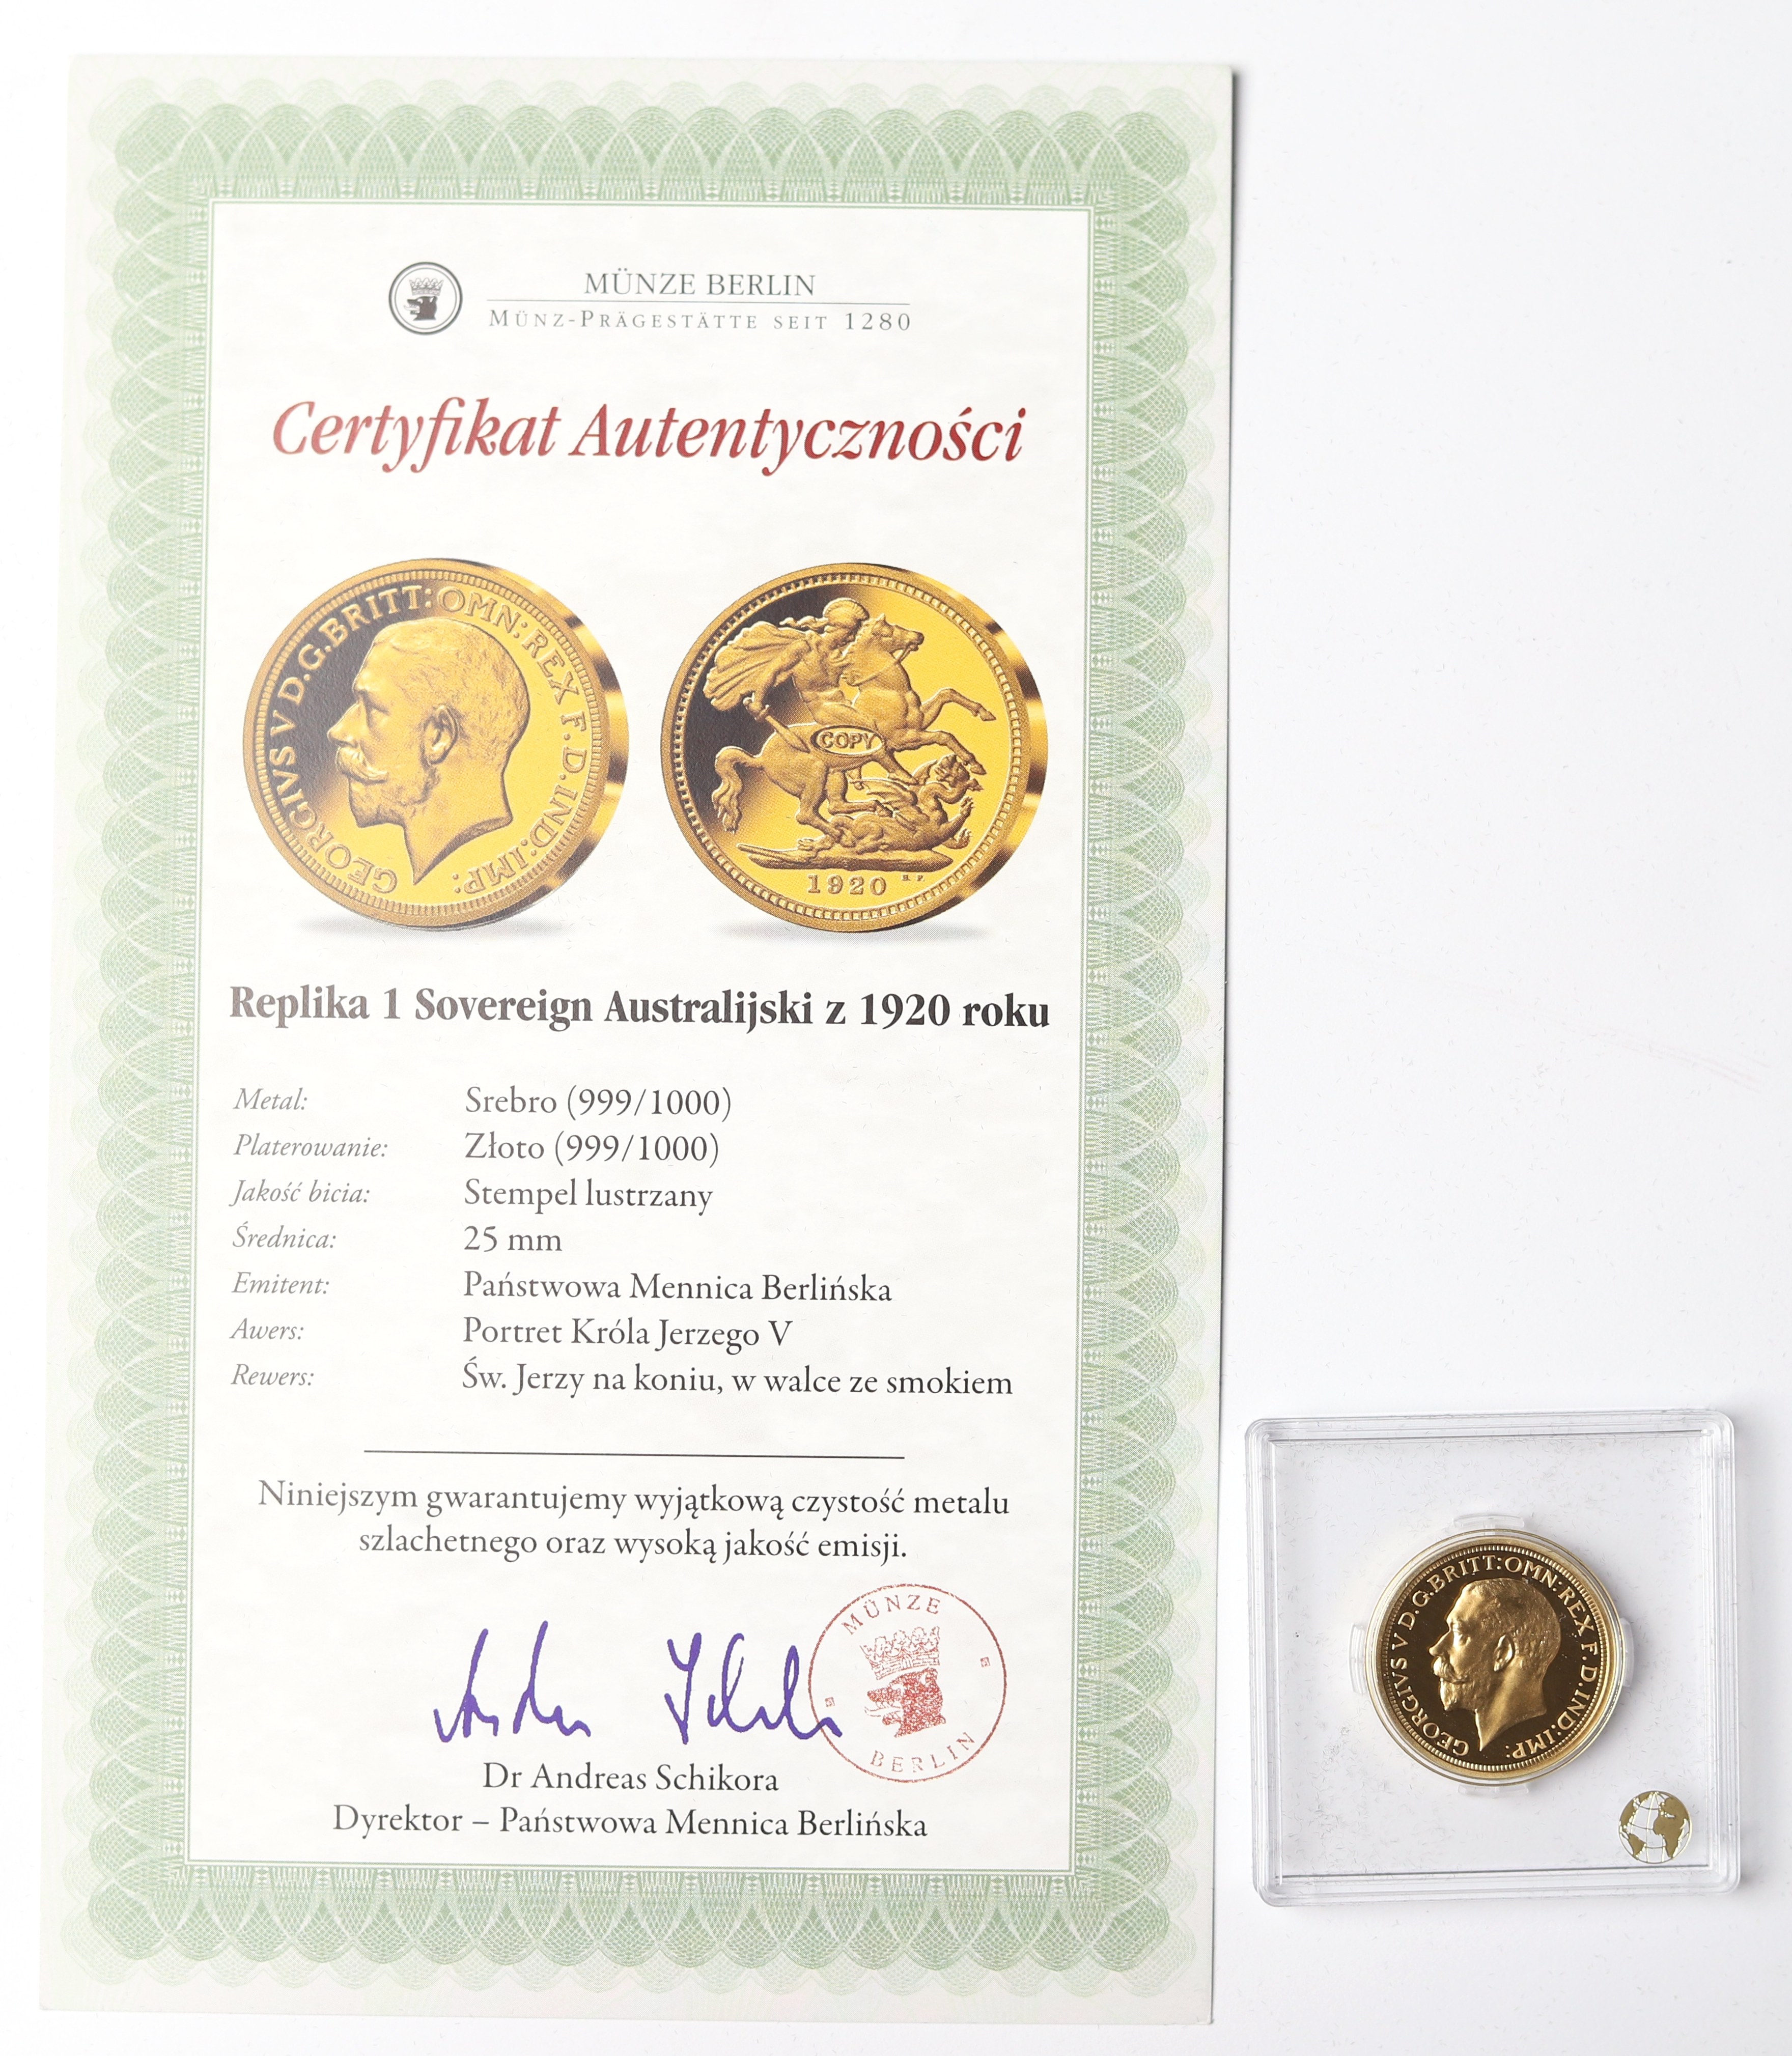 MÜNZE BERLIN
MÜNZ-PRÄGESTÄTTE SEIT 1280
Certyfikat Autentyczności
GEORGIVS V D.G.BRITT:OMN:REX F.D.IND:IMP:
COPY
1920 B.P.
Replika 1 Sovereign Australijski z 1920 roku
Metal: Srebro (999/1000)
Platerowanie: Złoto (999/1000)
Jakość bicia: Stempel lustrzany
Średnica: 25 mm
Emitent: Państwowa Mennica Berlińska
Awers: Portret Króla Jerzego V
Rewers: Św. Jerzy na koniu, w walce ze smokiem
Niniejszym gwarantujemy wyjątkową czystość metalu
szlachetnego oraz wysoką jakość emisji.
MÜNZE
BERLIN
Dr Andreas Schikora
Dyrektor – Państwowa Mennica Berlińska
GEORGIVS V D.G.BRITT:OMN:REX F.D.IND:IMP: